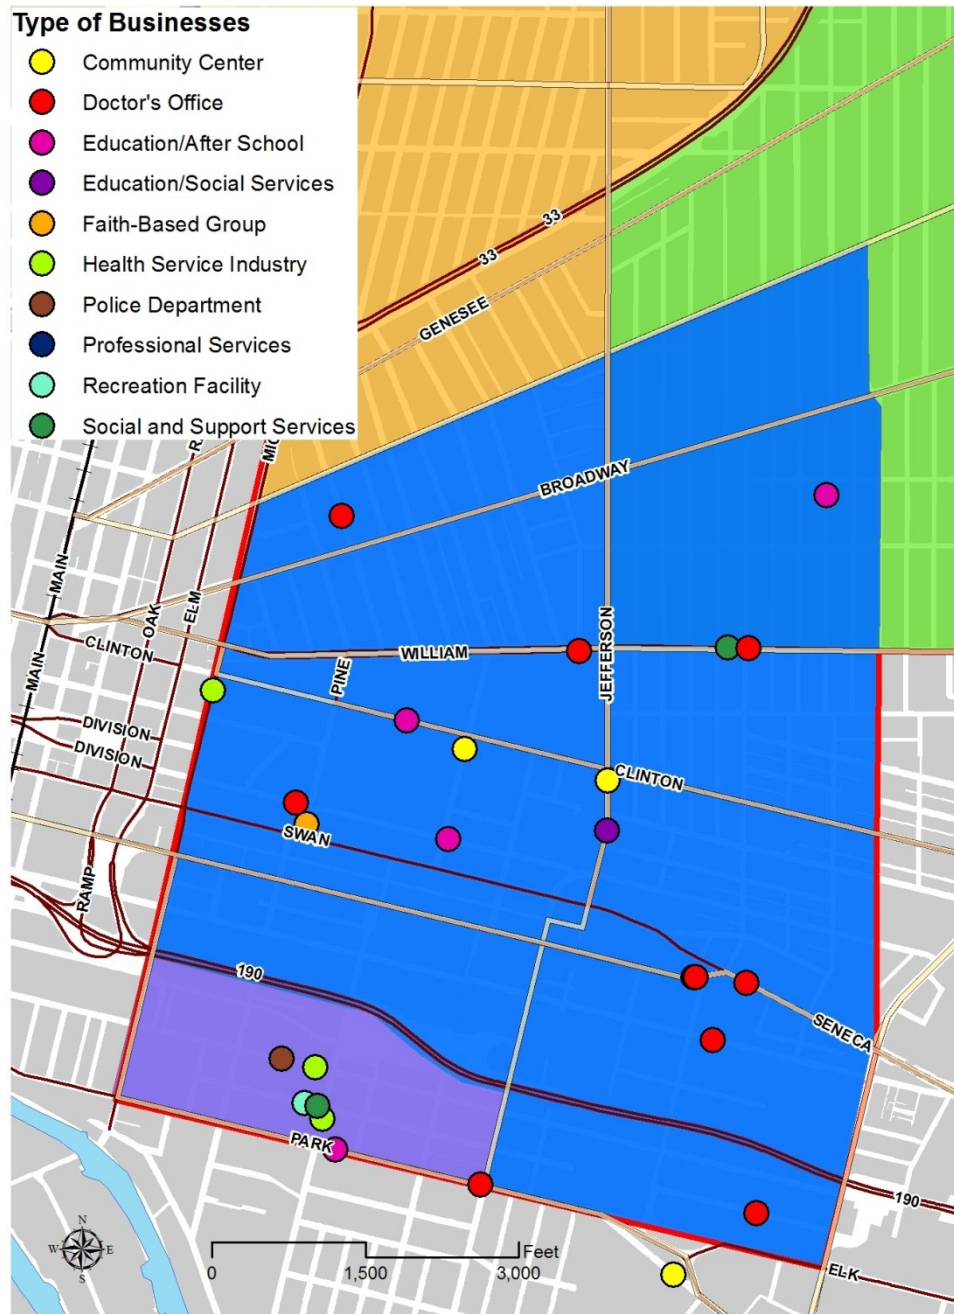 Type of Businesses
Community Center
Doctor's Office
Education/After School
Education/Social Services
Faith-Based Group
Health Service Industry
Police Department
Professional Services
Recreation Facility
Social and Support Services
33
33
GENESEE
BROADWAY
MAIN
OAK
ELM
JEFFERSON
CLINTON
WILLIAM
PINE
MAIN
DIVISION
DIVISION
CLINTON
SWAN
RAMP
190
SENECA
PARK
190
ELK
N
W
E
S
Feet
0
1,500
3,000